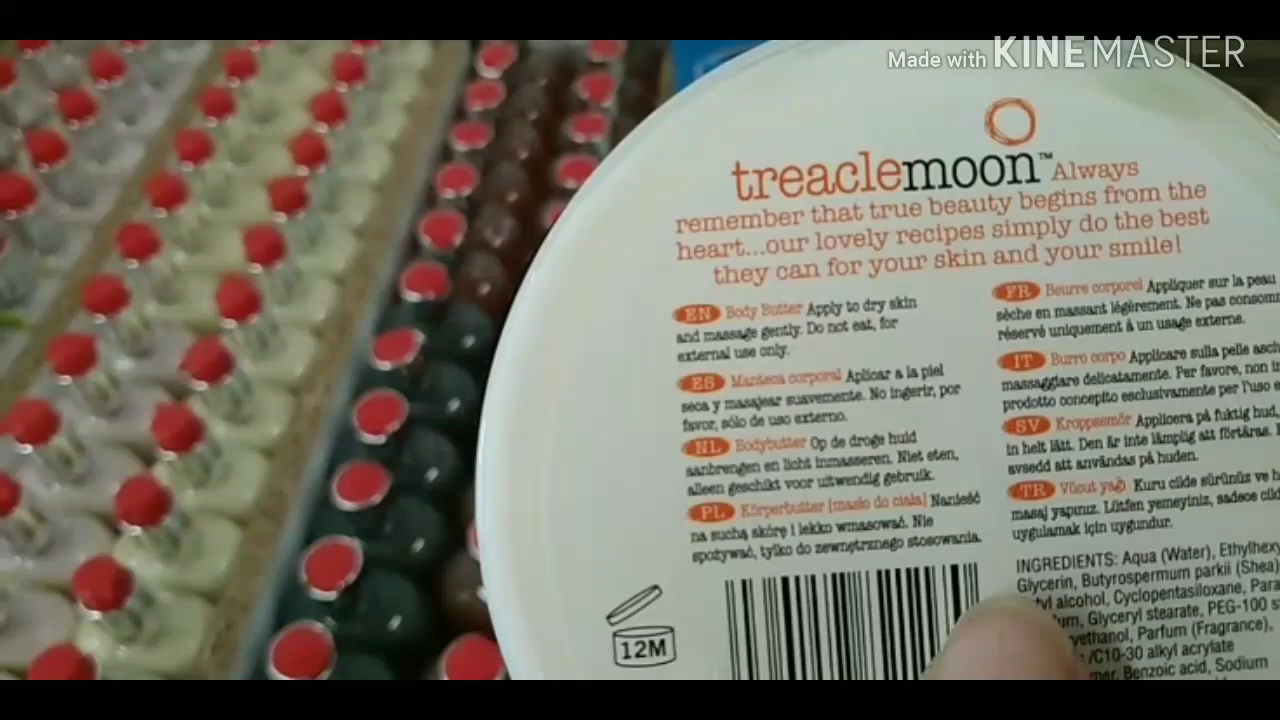 Made with KINEMASTER
treaclemoon™ Always
remember that true beauty begins from the
heart...our lovely recipes simply do the best
they can for your skin and your smile!
EN Body Butter Apply to dry skin
and massage gently. Do not eat, for
external use only.
ES Manteca corporal Aplicar a la piel
seca y masajear suavemente. No ingerir, por
favor, sólo de uso externo.
NL Bodybutter Op de droge huid
aanbrengen en licht inmasseren. Niet eten,
alleen geschikt voor uitwendig gebruik.
PL Körperbutter [masło do ciała] Nanieść
na suchą skórę i lekko wmasować. Nie
spożywać, tylko do zewnętrznego stosowania.
12M
FR Beurre corporel Appliquer sur la peau
sèche en massant légèrement. Ne pas
réservé uniquement à un usage externe.
IT Burro corpo Applicare sulla pelle
massaggiare delicatamente. Per favore, non
prodotto concepito esclusivamente per l'uso
SV Kroppssmör Applicera på fuktig hud,
in helt lätt. Den är inte lämplig att förtäras.
avsedd att användas på huden.
TR Vücut yağı Kuru cilde sürünüz ve
masaj yapınız. Lütfen yemeyiniz, sadece
uygulamak için uygundur.
INGREDIENTS: Aqua (Water),
Glycerin, Butyrospermum parkii (Shea)
alcohol, Cyclopentasiloxane,
Glyceryl stearate, PEG-100
Parfum (Fragrance),
/C10-30 alkyl acrylate
Benzoic acid, Sodium